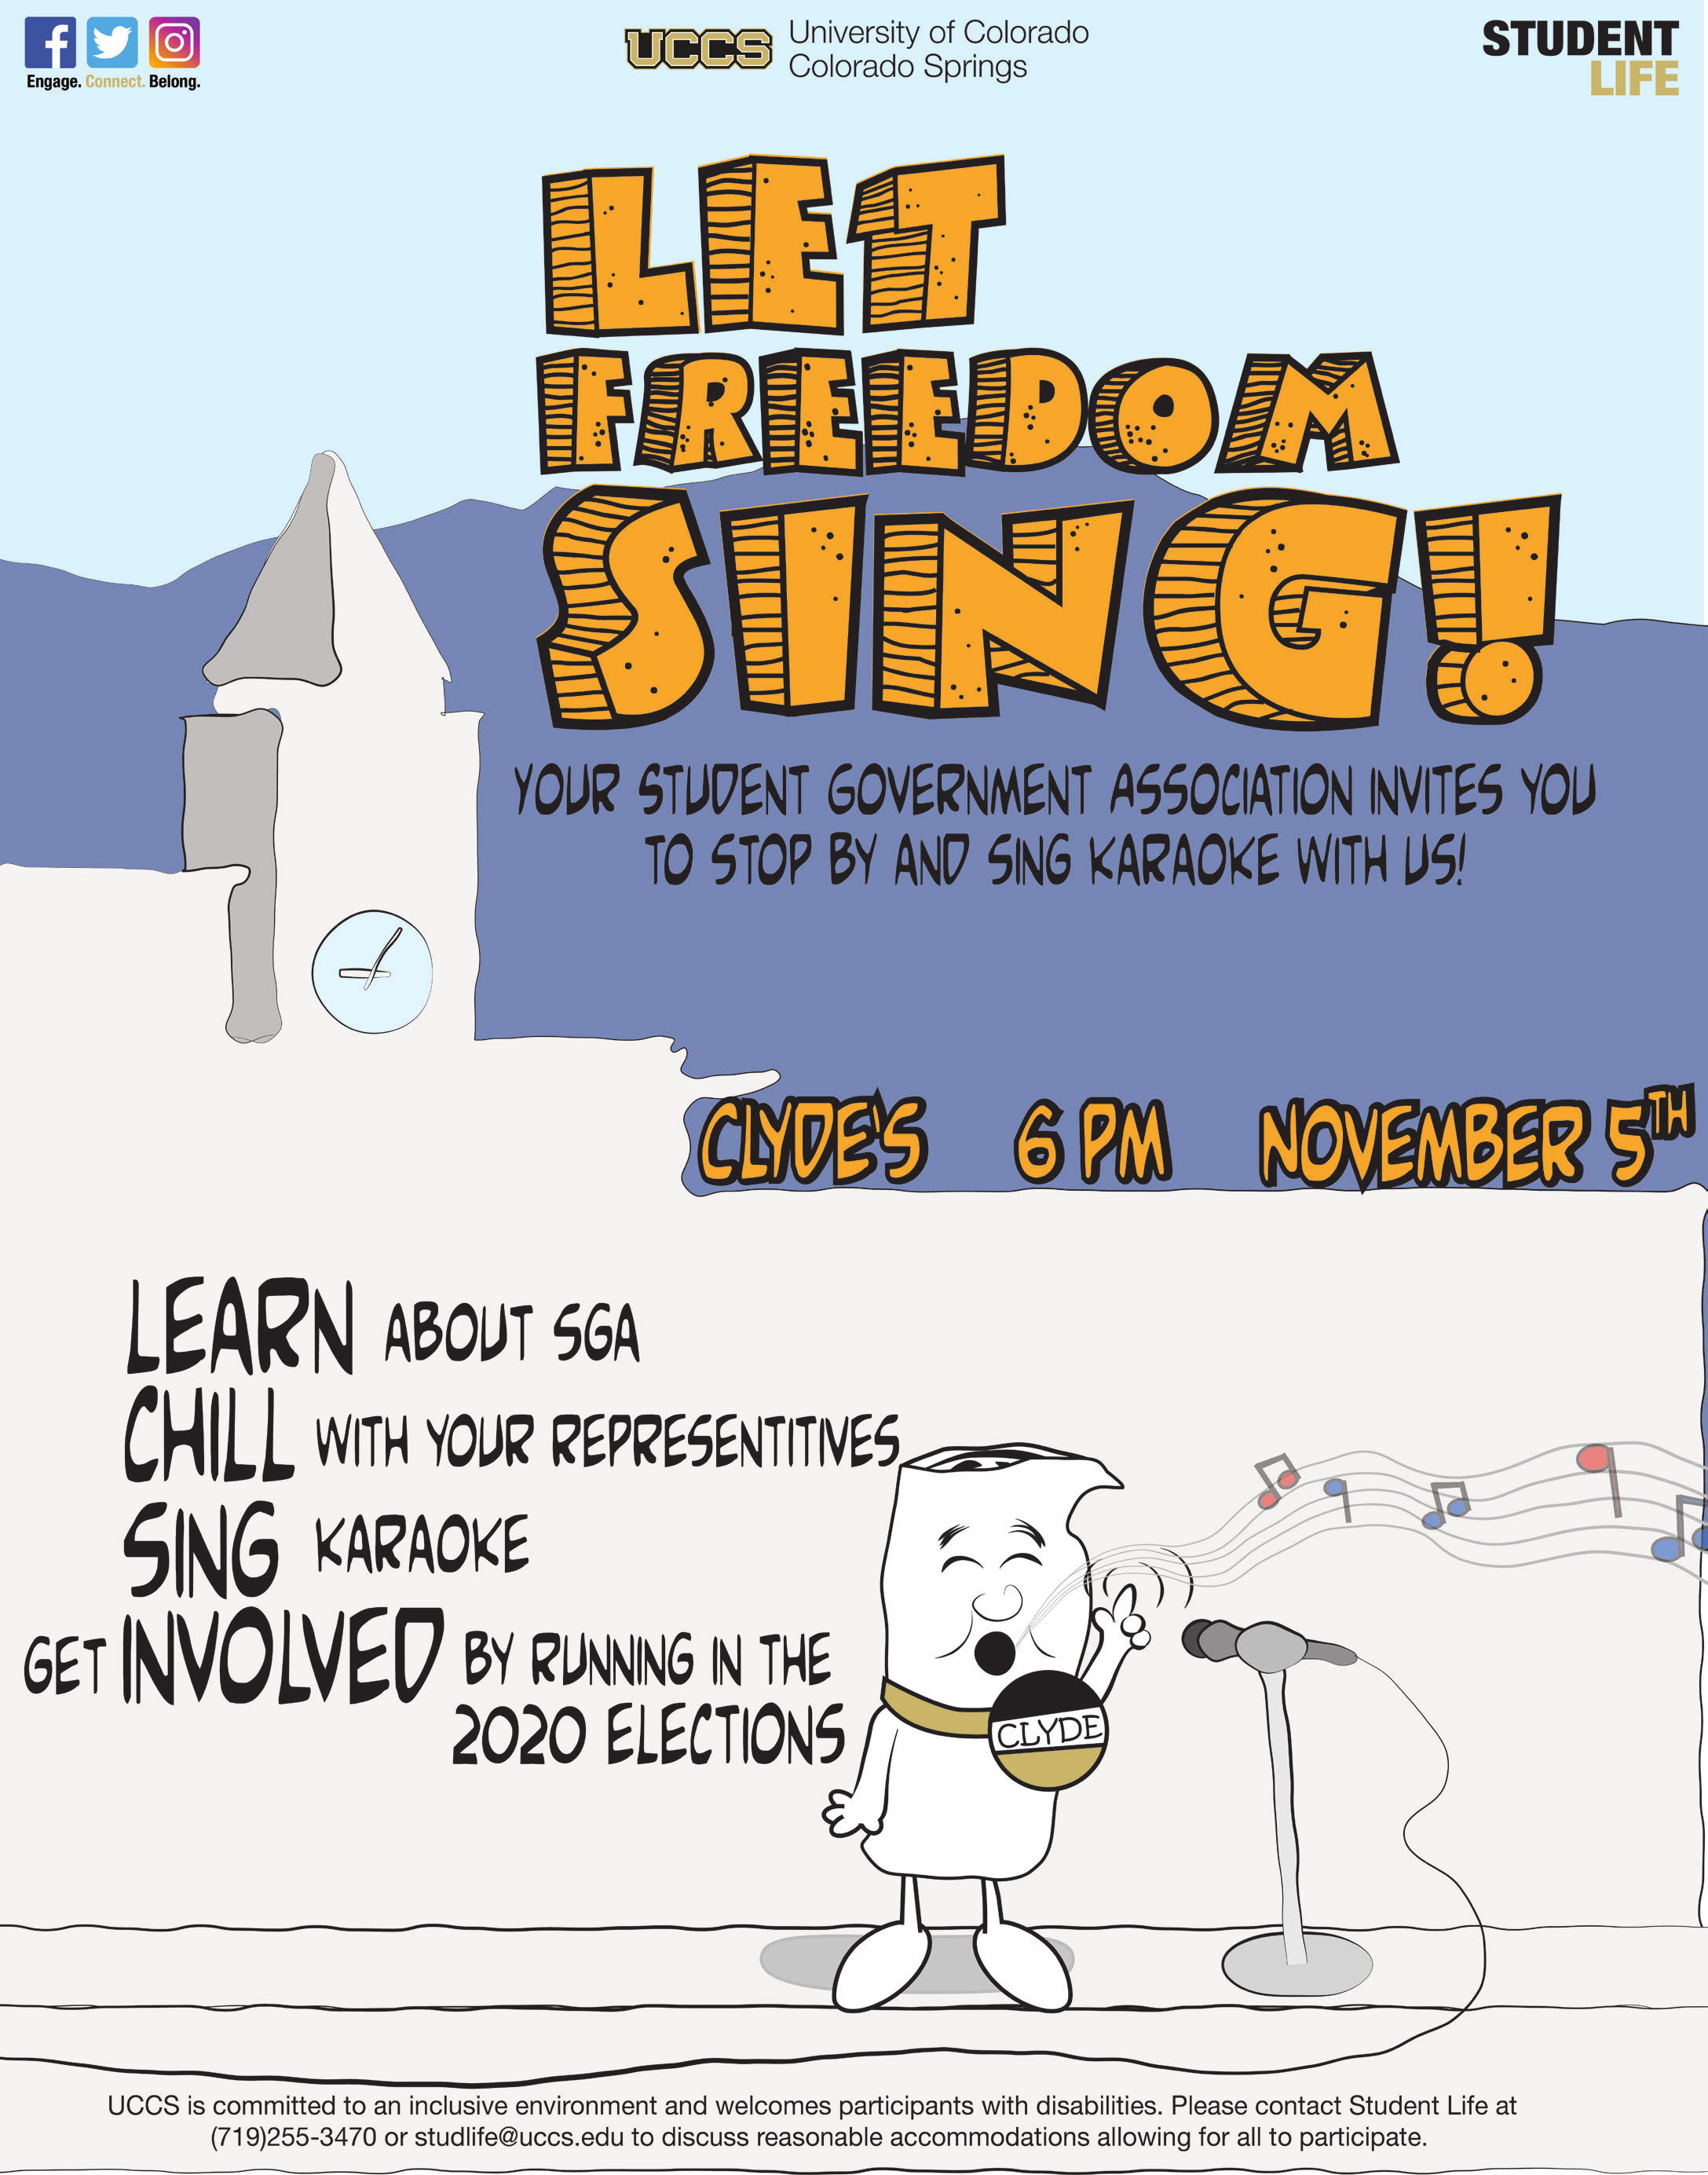 Engage. Connect. Belong.
UCCS University of Colorado
Colorado Springs
STUDENT
LIFE
LET
FREEDOM
SING!
YOUR STUDENT GOVERNMENT ASSOCIATION INVITES YOU
TO STOP BY AND SING KARAOKE WITH US!
CLYDE'S 6 PM NOVEMBER 5TH
LEARN ABOUT SGA
CHILL WITH YOUR REPRESENTITIVES
SING KARAOKE
GET INVOLVED BY RUNNING IN THE
2020 ELECTIONS
CLYDE
UCCS is committed to an inclusive environment and welcomes participants with disabilities. Please contact Student Life at
(719)255-3470 or studlife@uccs.edu to discuss reasonable accommodations allowing for all to participate.